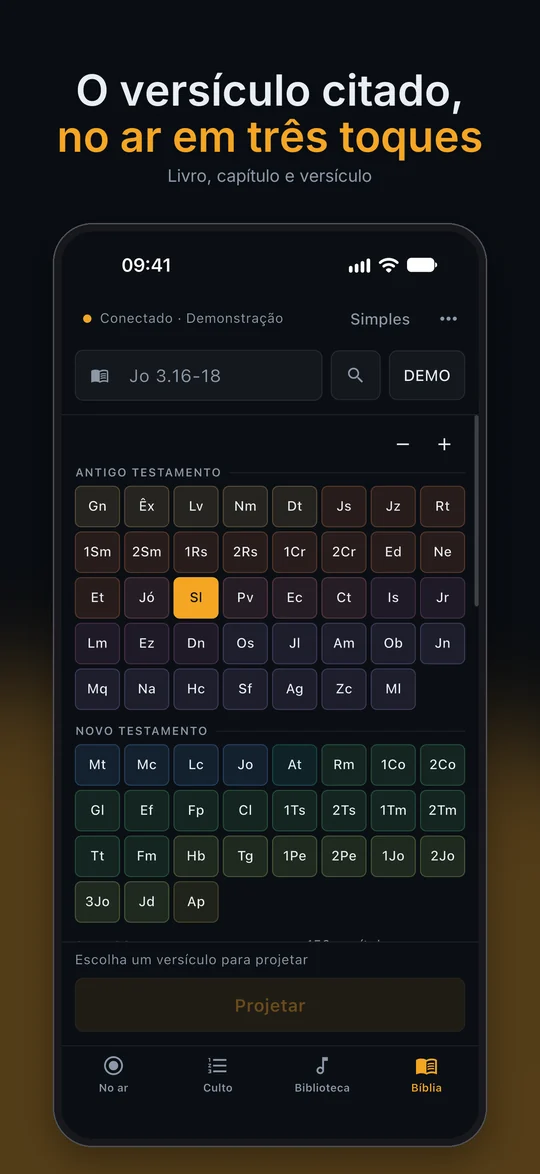 O versículo citado,
no ar em três toques
Livro, capítulo e versículo
09:41
Conectado · Demonstração Simples •••
Jo 3.16-18 DEMO
− +
ANTIGO TESTAMENTO
Gn Êx Lv Nm Dt Js Jz Rt
1Sm 2Sm 1Rs 2Rs 1Cr 2Cr Ed Ne
Et Jó Sl Pv Ec Ct Is Jr
Lm Ez Dn Os Jl Am Ob Jn
Mq Na Hc Sf Ag Zc Ml
NOVO TESTAMENTO
Mt Mc Lc Jo At Rm 1Co 2Co
Gl Ef Fp Cl 1Ts 2Ts 1Tm 2Tm
Tt Fm Hb Tg 1Pe 2Pe 1Jo 2Jo
3Jo Jd Ap
Escolha um versículo para projetar
Projetar
No ar Culto Biblioteca Bíblia